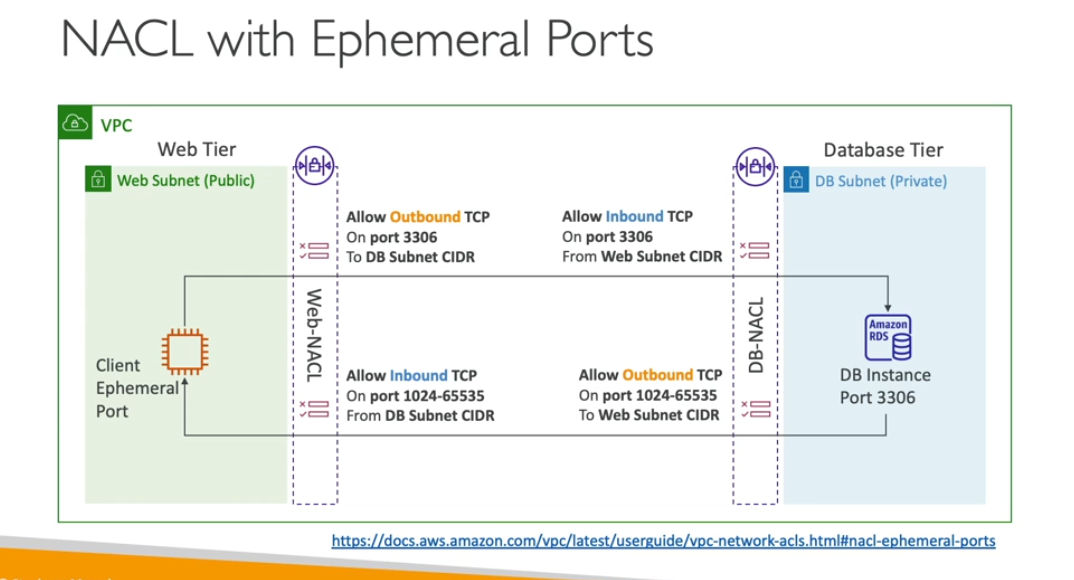 NACL with Ephemeral Ports
VPC
Web Tier
Database Tier
Web Subnet (Public)
DB Subnet (Private)
Allow Outbound TCP
On port 3306
To DB Subnet CIDR
Allow Inbound TCP
On port 3306
From Web Subnet CIDR
Web-NACL
DB-NACL
Amazon
RDS
Client
Ephemeral
Port
DB Instance
Port 3306
Allow Inbound TCP
On port 1024-65535
From DB Subnet CIDR
Allow Outbound TCP
On port 1024-65535
To Web Subnet CIDR
https://docs.aws.amazon.com/vpc/latest/userguide/vpc-network-acls.html#nacl-ephemeral-ports